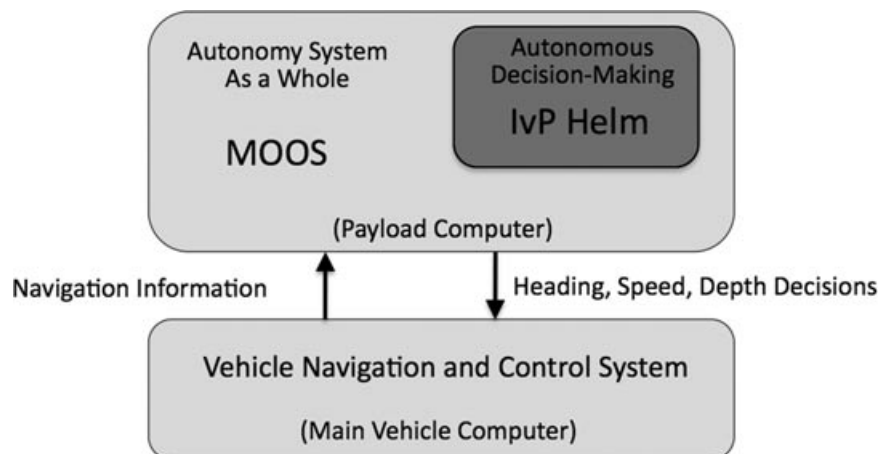 Autonomy System
As a Whole
MOOS
Autonomous
Decision-Making
IvP Helm
(Payload Computer)
Navigation Information
Heading, Speed, Depth Decisions
Vehicle Navigation and Control System
(Main Vehicle Computer)